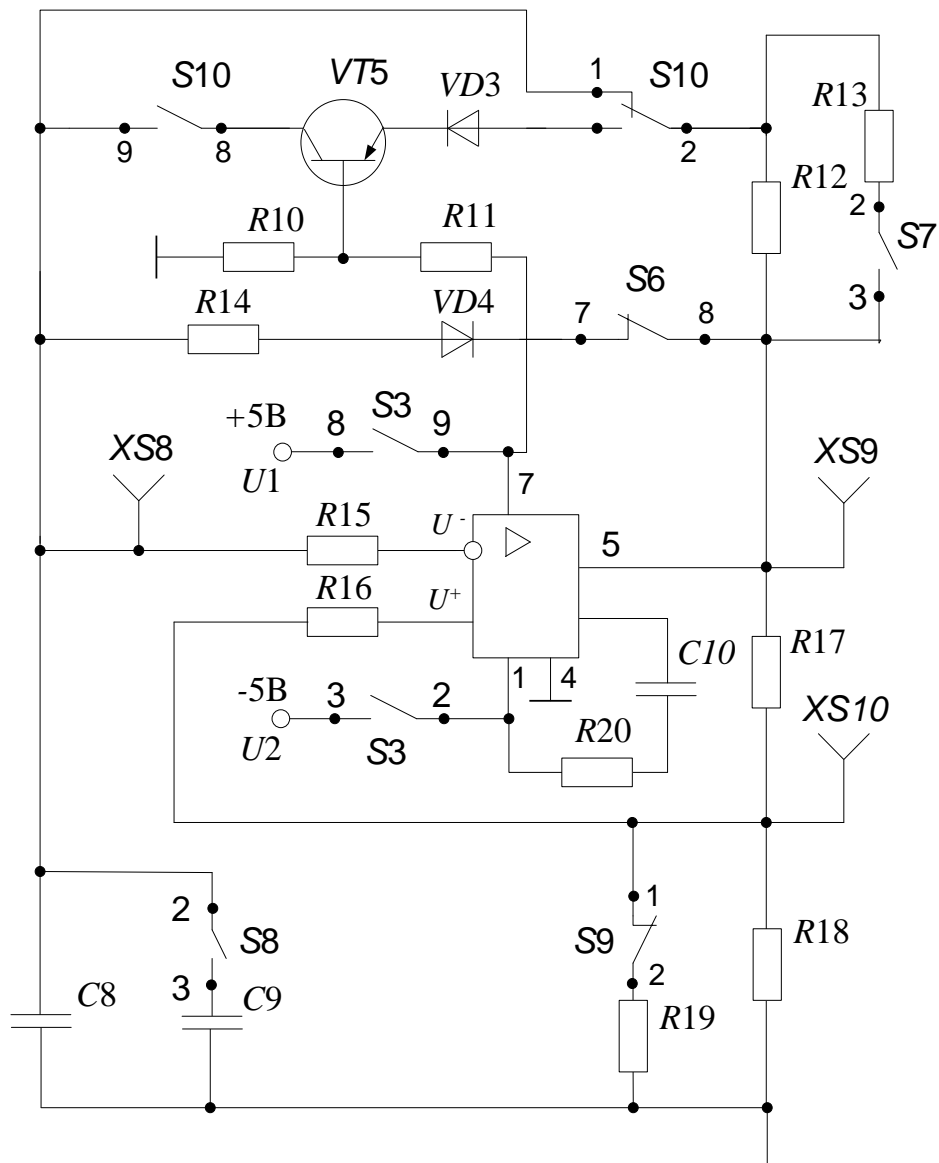 S10
VT5
VD3
1
S10
R13
9
8
2
R12
2
S7
3
R10
R11
S6
R14
VD4
7
8
+5В
8
S3
9
U1
XS8
7
XS9
R15
U -
5
R16
U+
R17
C10
-5В
3
2
1
4
U2
S3
R20
XS10
2
S8
3
C8
C9
1
S9
2
R19
R18